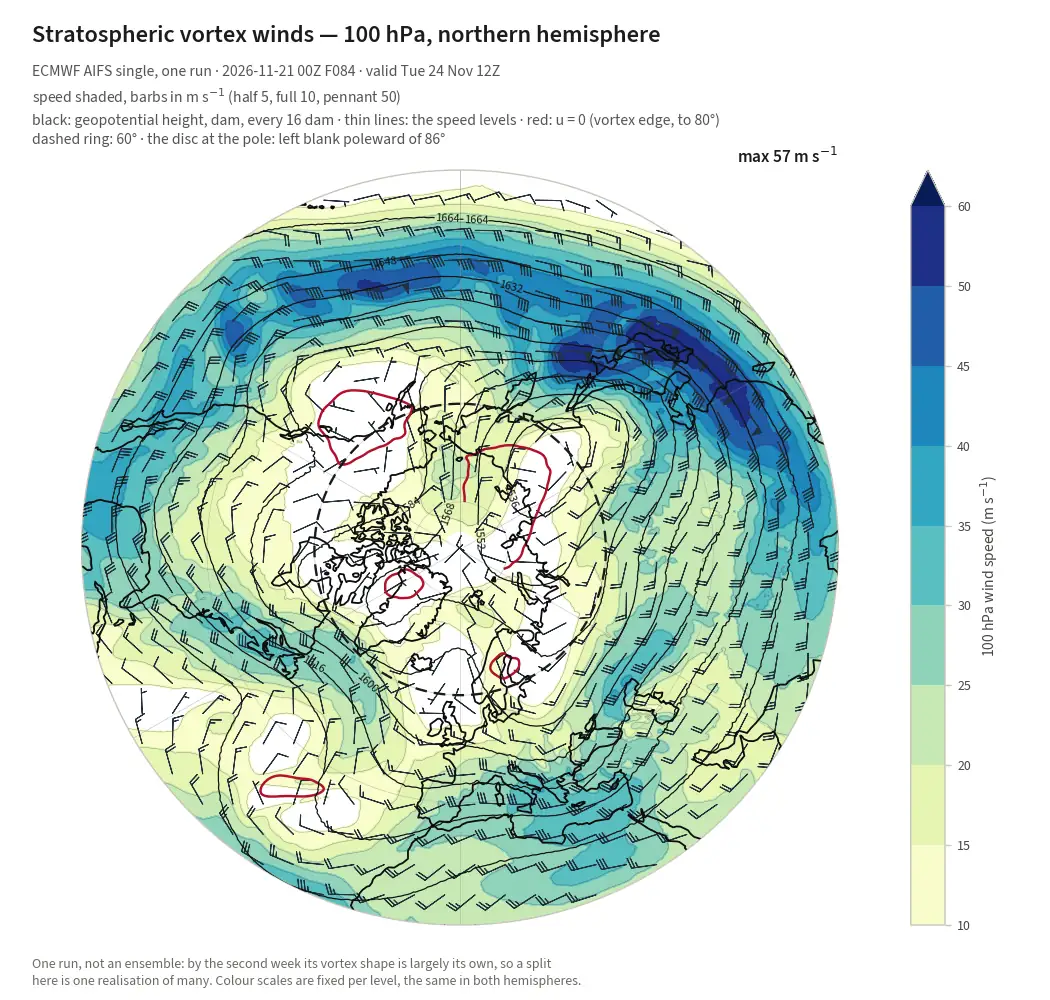 Stratospheric vortex winds — 100 hPa, northern hemisphere
ECMWF AIFS single, one run · 2026-11-21 00Z F084 · valid Tue 24 Nov 12Z
speed shaded, barbs in m s⁻¹ (half 5, full 10, pennant 50)
black: geopotential height, dam, every 16 dam · thin lines: the speed levels · red: u = 0 (vortex edge, to 80°)
dashed ring: 60° · the disc at the pole: left blank poleward of 86°
max 57 m s⁻¹
1664 1664
1648
1632
1568
1552
1616
1600
60
50
45
40
35
30
25
20
15
10
100 hPa wind speed (m s⁻¹)
One run, not an ensemble: by the second week its vortex shape is largely its own, so a split
here is one realisation of many. Colour scales are fixed per level, the same in both hemispheres.